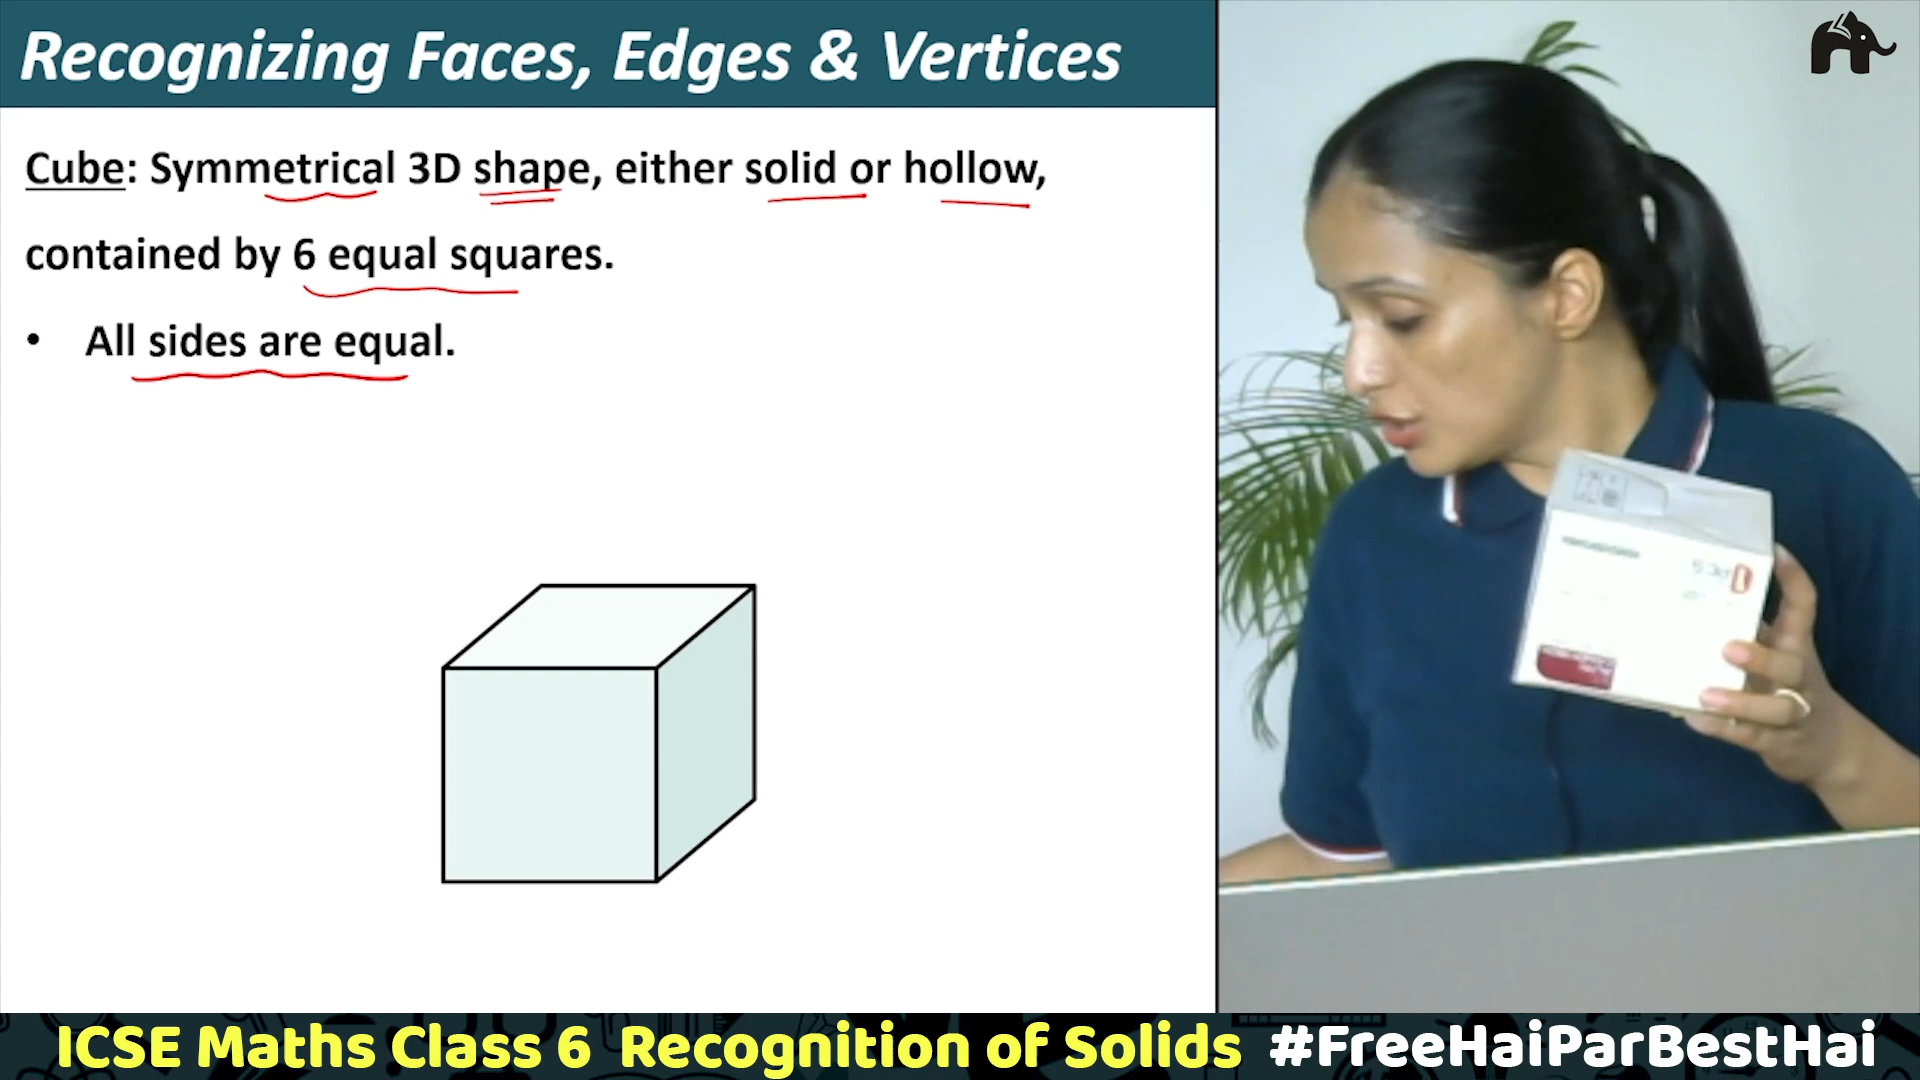 Recognizing Faces, Edges & Vertices
Cube: Symmetrical 3D shape, either solid or hollow,
contained by 6 equal squares.
• All sides are equal.
ICSE Maths Class 6 Recognition of Solids #FreeHaiParBestHai